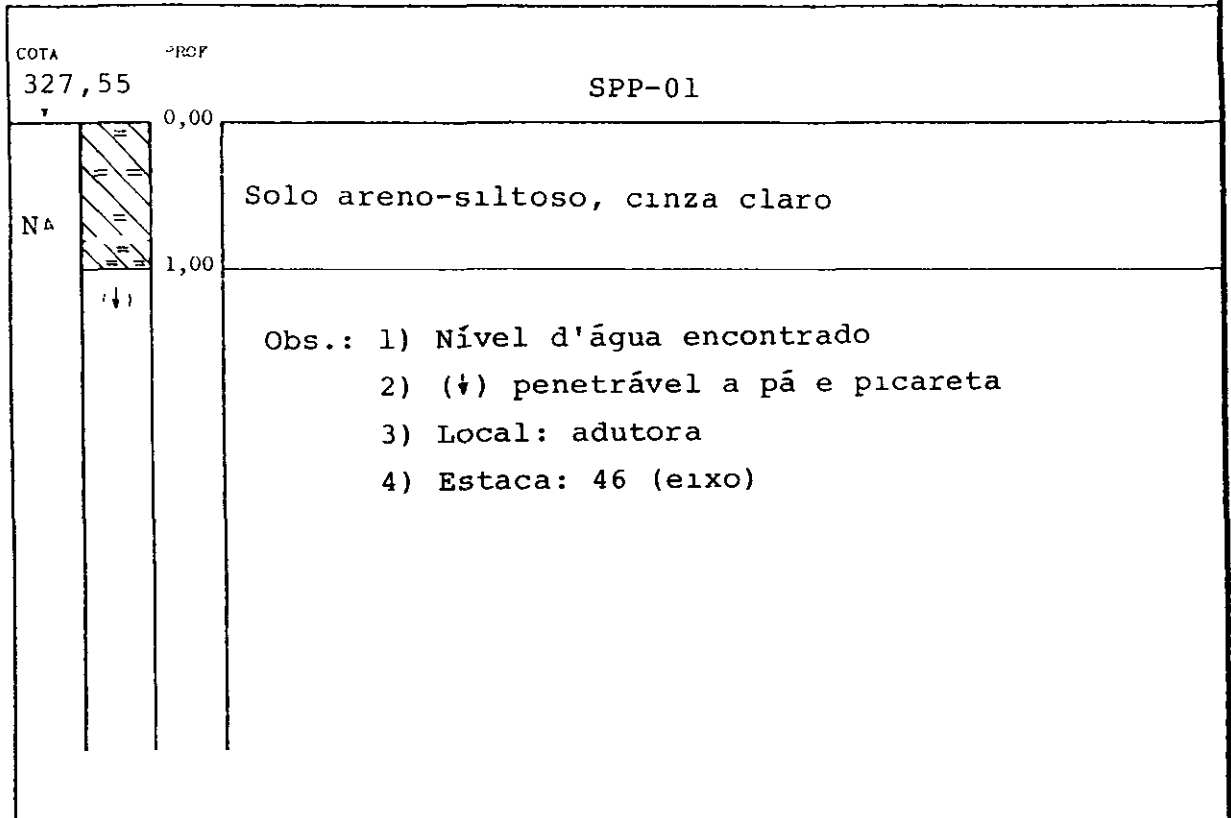 COTA PROF
327,55 SPP-01
0,00
Solo areno-siltoso, cinza claro
NA
1,00
(↓)
Obs.: 1) Nível d'água encontrado
2) (↓) penetrável a pá e picareta
3) Local: adutora
4) Estaca: 46 (eixo)